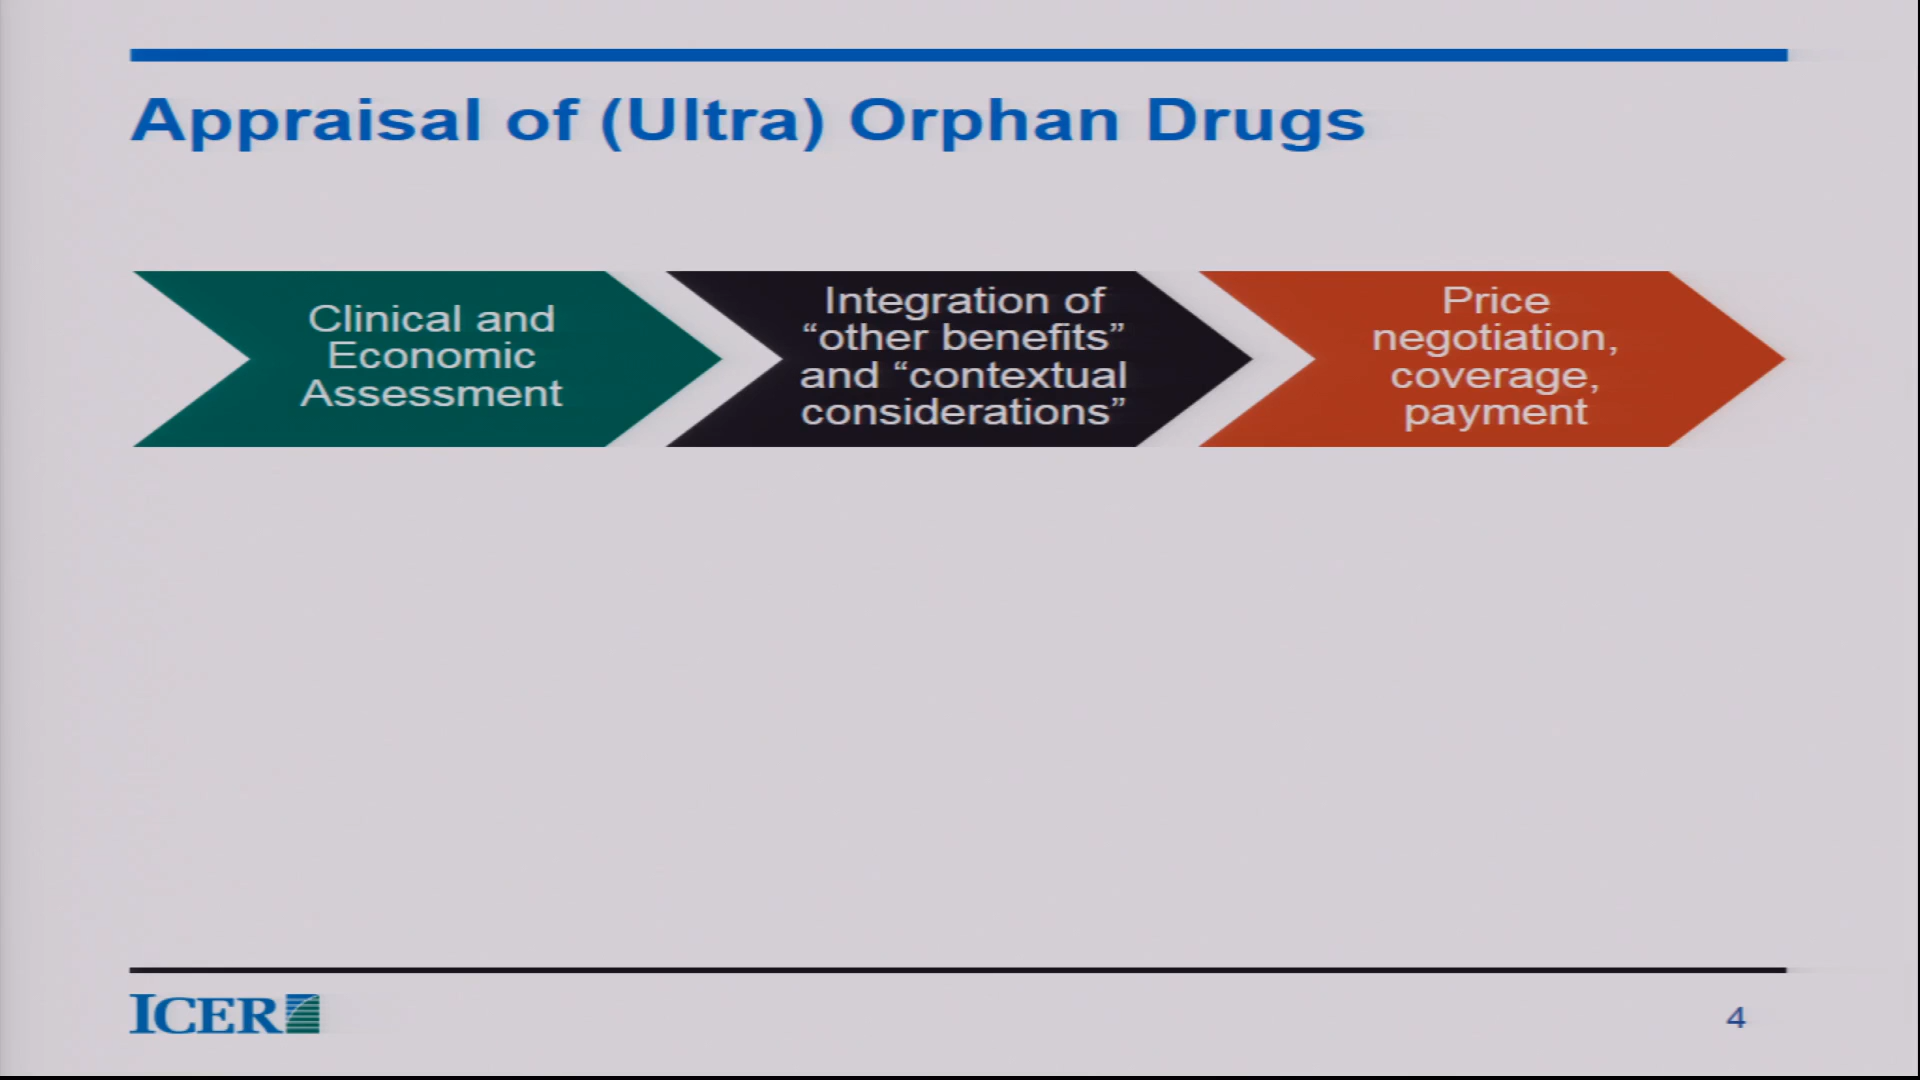 Appraisal of (Ultra) Orphan Drugs
Clinical and
Economic
Assessment
Integration of
“other benefits”
and “contextual
considerations”
Price
negotiation,
coverage,
payment
ICER
4